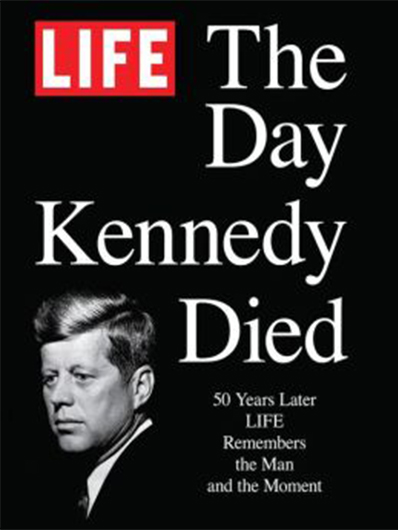 LIFE
The
Day
Kennedy
Died
50 Years Later
LIFE
Remembers
the Man
and the Moment